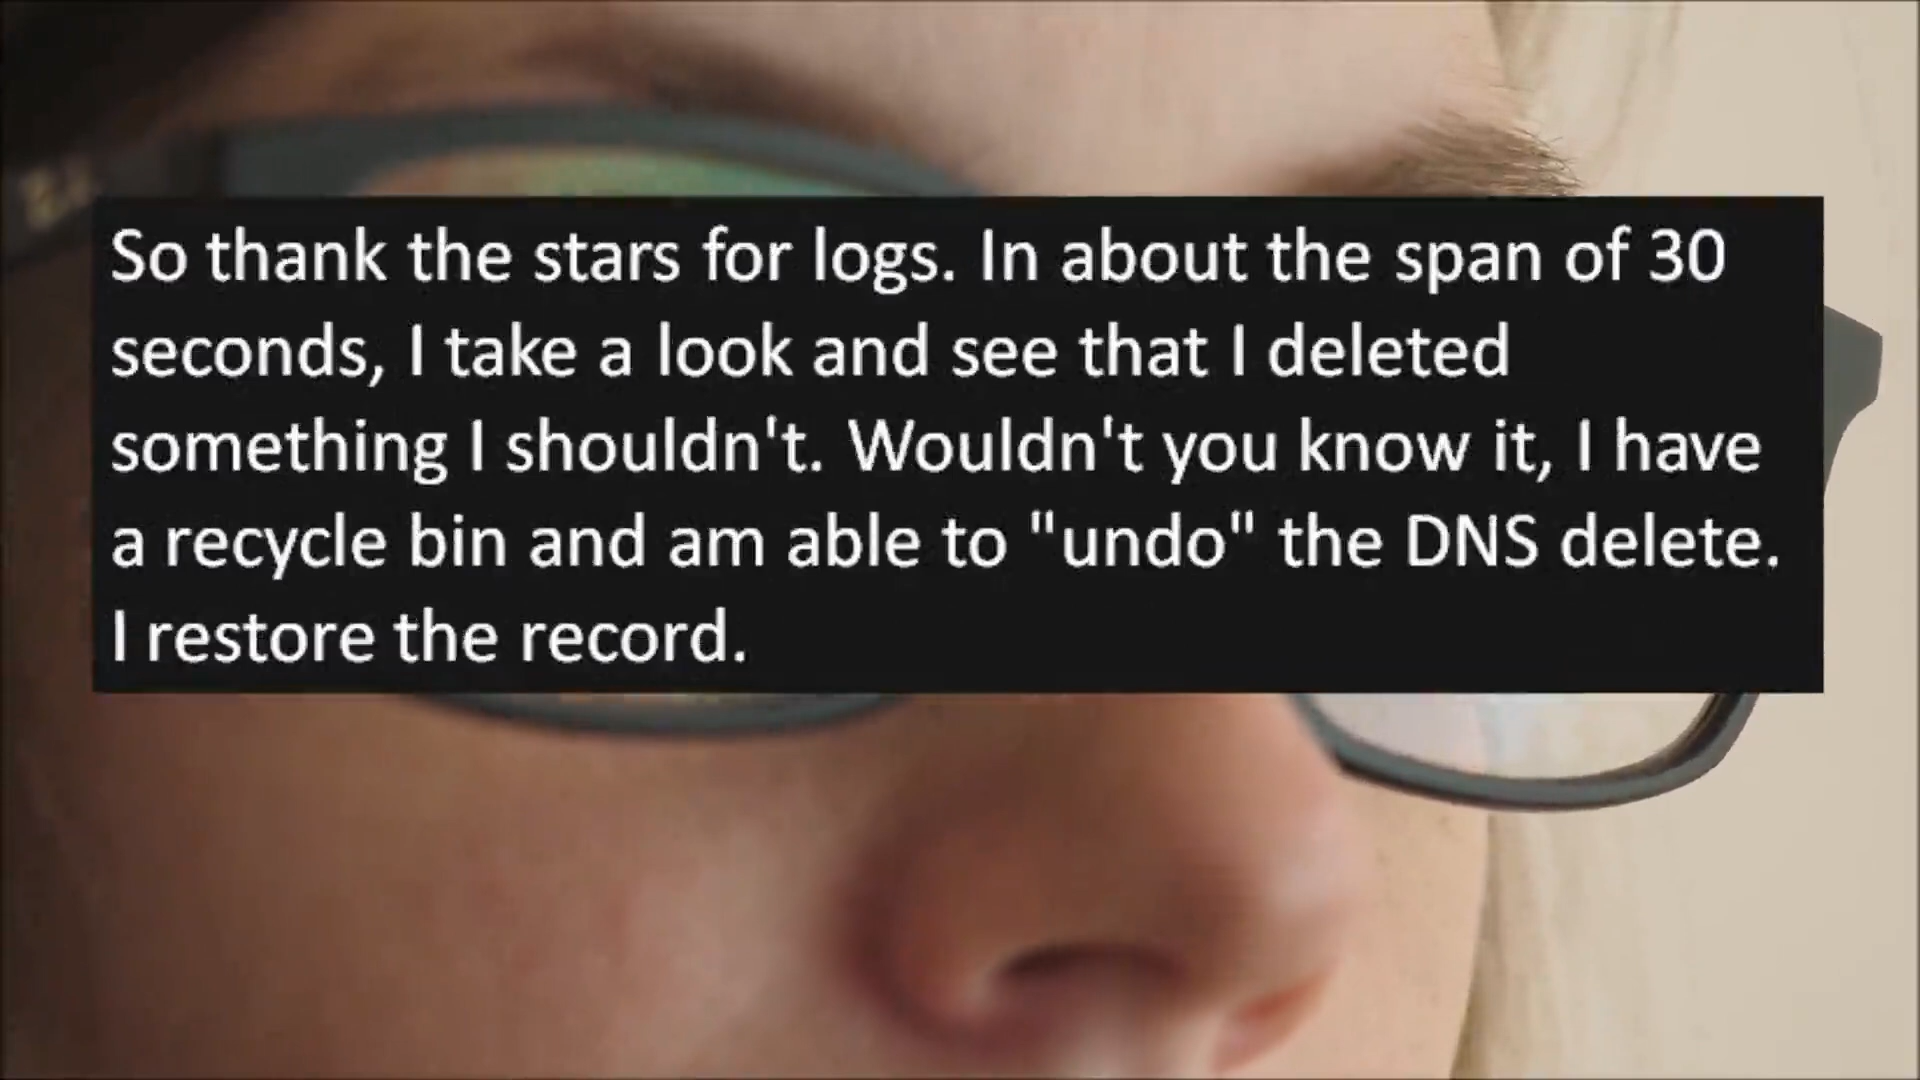 So thank the stars for logs. In about the span of 30
seconds, I take a look and see that I deleted
something I shouldn't. Wouldn't you know it, I have
a recycle bin and am able to "undo" the DNS delete.
I restore the record.